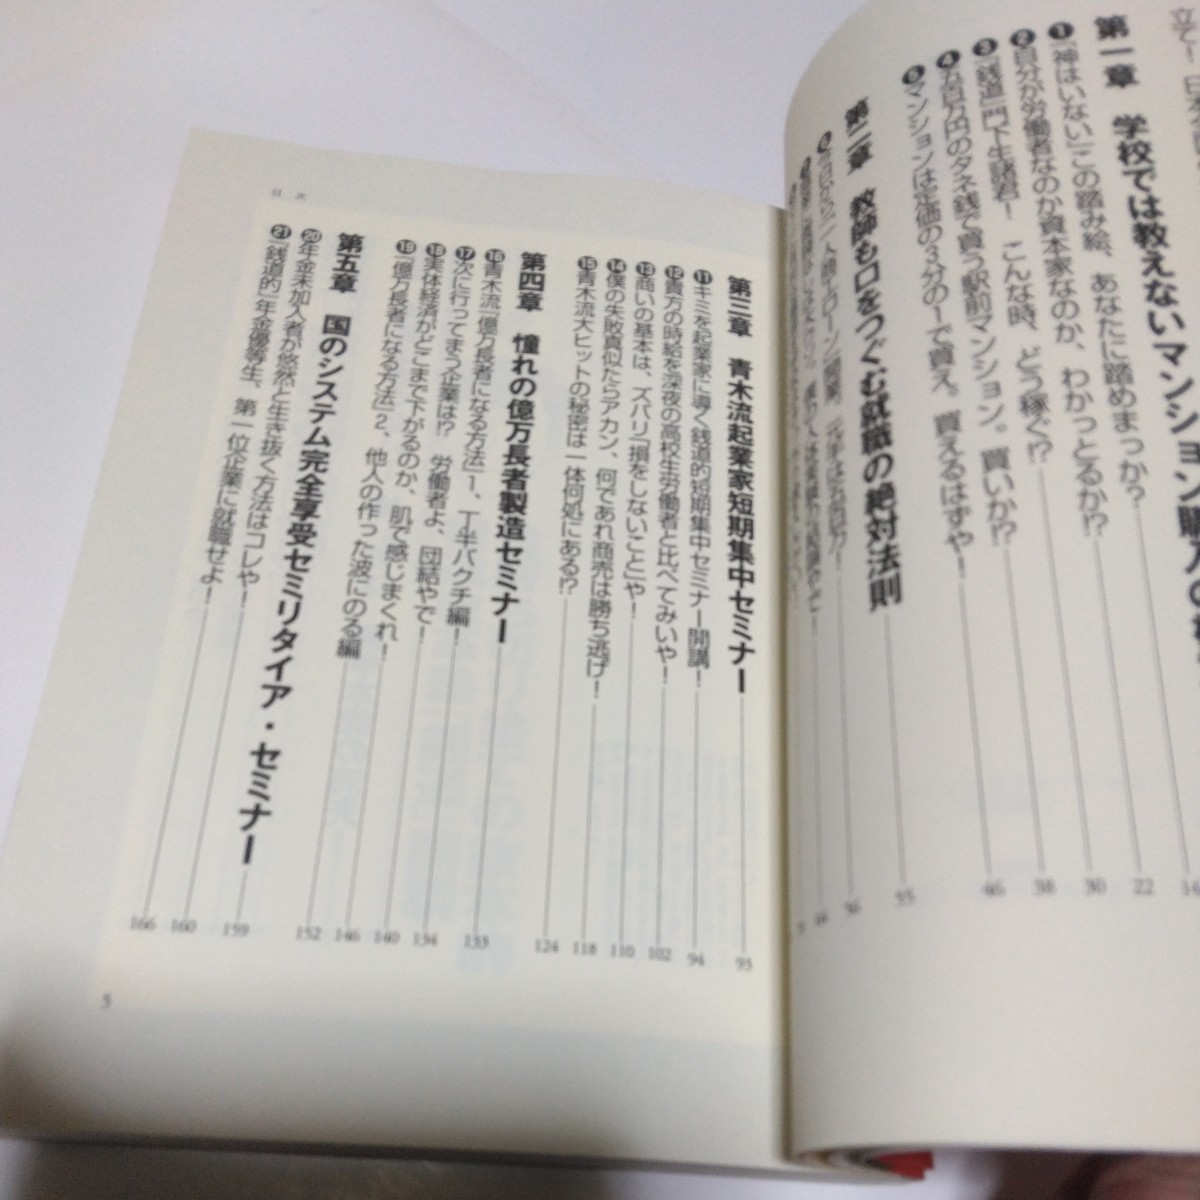 立て！
第一章　学校では教えないマンション購入の
❶「神はいない」この踏み絵、あなたに踏めまっか？ 22
❷自分が労働者なのか資本家なのか、わかっとるか!? 30
❸「銭道」門下生諸君！　こんな時、どう稼ぐ!? 38
❹五百万円のタネ銭で買う駅前マンション。買いか!? 46
❺マンションは定価の3分の1で買え。買えるはずや！
第二章　教師も口をつぐむ就職の絶対法則 55
56
目次
第三章　青木流起業家短期集中セミナー 93
⓫キミを起業家に導く銭道的短期集中セミナー開講！ 94
⓬貴方の時給を深夜の高校生労働者と比べてみいや！ 102
⓭商いの基本は、ズバリ「損をしないこと」や！ 110
⓮僕の失敗真似たらアカン、何であれ商売は勝ち逃げ！ 118
⓯青木流大ヒットの秘密は一体何処にある!? 124
第四章　憧れの億万長者製造セミナー 133
⓰青木流「億万長者になる方法」1、丁半バクチ編！ 134
⓱次に行ってまう企業は!?　労働者よ、団結やで！ 140
⓲実体経済がどこまで下がるのか、肌で感じまくれ！ 146
⓳「億万長者になる方法」2、他人の作った波にのる編 152
第五章　国のシステム完全享受セミリタイア・セミナー 159
⓴年金未加入者が悠然と生き抜く方法はコレや！ 160
㉑「銭道的」年金優等生、第一位企業に就職せよ！ 166
5